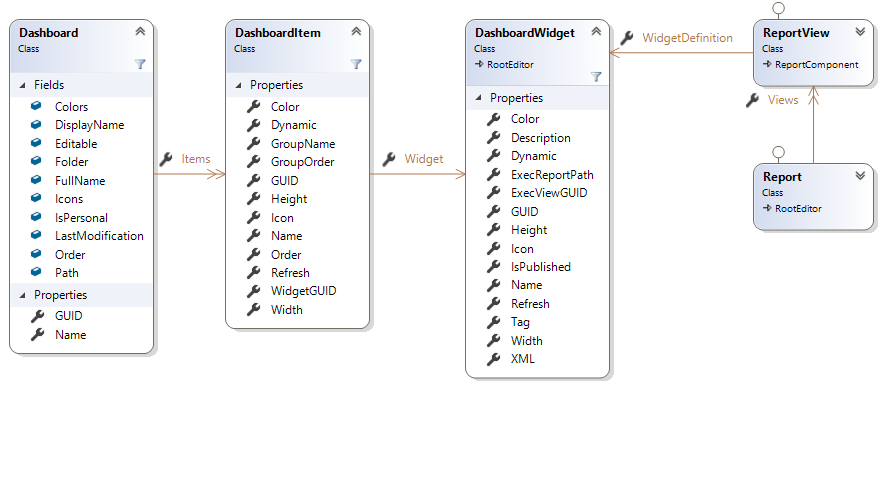 Dashboard
Class
Fields
Colors
DisplayName
Editable
Folder
FullName
Icons
IsPersonal
LastModification
Order
Path
Properties
GUID
Name
Items
DashboardItem
Class
Properties
Color
Dynamic
GroupName
GroupOrder
GUID
Height
Icon
Name
Order
Refresh
WidgetGUID
Width
Widget
DashboardWidget
Class
RootEditor
Properties
Color
Description
Dynamic
ExecReportPath
ExecViewGUID
GUID
Height
Icon
IsPublished
Name
Refresh
Tag
Width
XML
WidgetDefinition
ReportView
Class
ReportComponent
Views
Report
Class
RootEditor